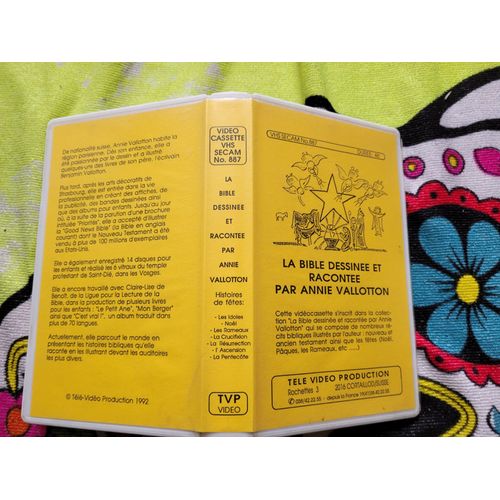 De nationalité suisse, Annie Vallotton habite la
région parisienne. Dès son enfance, elle a
été passionnée par le dessin et a illustré
quelques uns des livres de son père, l'écrivain
Benjamin Vallotton.
Plus tard, après les arts décoratifs de
Strasbourg, elle est entrée dans la vie
professionnelle en créant des affiches, de
la publicité, des bandes dessinées ainsi
que des albums pour enfants. Jusqu'au jour
où, à la suite de la parution d'une brochure
intitulée "Priorités", elle a accepté d'illustrer
la "Good News Bible" (la Bible en anglais
courant) dont le Nouveau Testament a été
vendu à plus de 100 millions d'exemplaires
aux Etats-Unis.
Elle a également enregistré 14 disques pour
les enfants et réalisé les 6 vitraux du temple
protestant de Saint-Dié, dans les Vosges.
Elle a encore travaillé avec Claire-Lise de
Benoît, de la Ligue pour la Lecture de la
Bible, dans la production de plusieurs livres
pour les enfants : "Le Petit Ane", "Mon Berger"
ainsi que "C'est vrai !", un album traduit dans
plus de 70 langues.
Actuellement, elle parcourt le monde en
présentant les histoires bibliques qu'elle
raconte en les illustrant devant les auditoires
les plus divers.
© Télé-Vidéo Production 1992
VIDEO
CASSETTE
VHS
SECAM
No. 887
LA
BIBLE
DESSINEE
ET
RACONTEE
PAR
ANNIE
VALLOTTON
Histoires
de fêtes:
- Les Idoles
- Noël
- Les Rameaux
- La Crucifixion
- La Résurrection
- l' Ascension
- La Pentecôte
TVP
VIDEO
VHS SECAM No. 887
LA BIBLE DESSINEE ET
RACONTEE
PAR ANNIE VALLOTTON
Cette vidéocassette s'inscrit dans la collection
"La Bible dessinée et racontée par Annie
Vallotton" qui se compose de nombreux récits
bibliques illustrés par l'auteur : nouveau et
ancien testament ainsi que les fêtes (Noël,
Pâques, les Rameaux, etc .....)
TELE VIDEO PRODUCTION
Rochettes 3 2016 CORTAILLOD/SUISSE